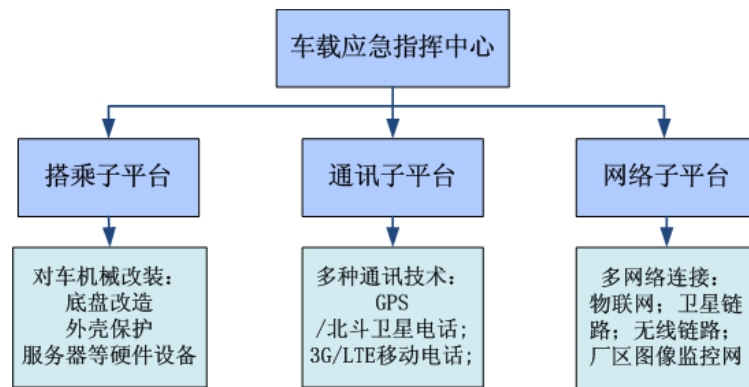 车载应急指挥中心
搭乘子平台
通讯子平台
网络子平台
对车机械改装：
底盘改造
外壳保护
服务器等硬件设备
多种通讯技术：
GPS
/北斗卫星电话;
3G/LTE移动电话;
多网络连接：
物联网；卫星链
路；无线链路；
厂区图像监控网